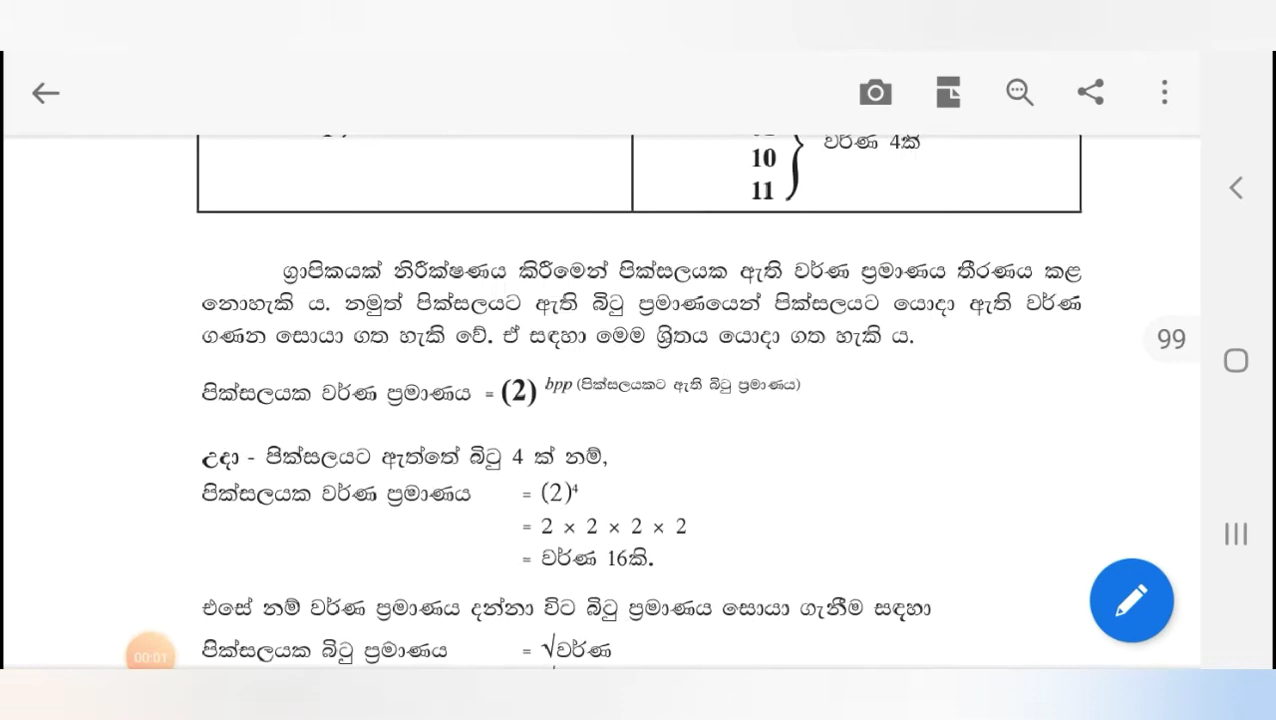 වර්ණ 4ක්
10
11
ග්‍රාපිකයක් නිරීක්ෂණය කිරීමෙන් පික්සලයක ඇති වර්ණ ප්‍රමාණය තීරණය කළ
නොහැකි ය. නමුත් පික්සලයට ඇති බිටු ප්‍රමාණයෙන් පික්සලයට යොදා ඇති වර්ණ
ගණන සොයා ගත හැකි වේ. ඒ සඳහා මෙම ශ්‍රිතය යොදා ගත හැකි ය.
99
පික්සලයක වර්ණ ප්‍රමාණය = (2) bpp (පික්සලයකට ඇති බිටු ප්‍රමාණය)
උදා - පික්සලයට ඇත්තේ බිටු 4 ක් නම්,
පික්සලයක වර්ණ ප්‍රමාණය = (2)⁴
= 2 × 2 × 2 × 2
= වර්ණ 16කි.
එසේ නම් වර්ණ ප්‍රමාණය දන්නා විට බිටු ප්‍රමාණය සොයා ගැනීම සඳහා
පික්සලයක බිටු ප්‍රමාණය = √වර්ණ
00:01